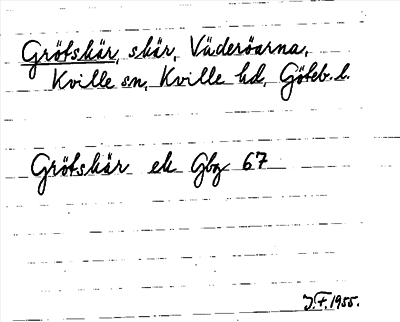 Grötskär, skär, Väderöarna,
Kville sn, Kville hd, Göteb. l.
Grötskär ek Gbg 67
J.F. 1955.